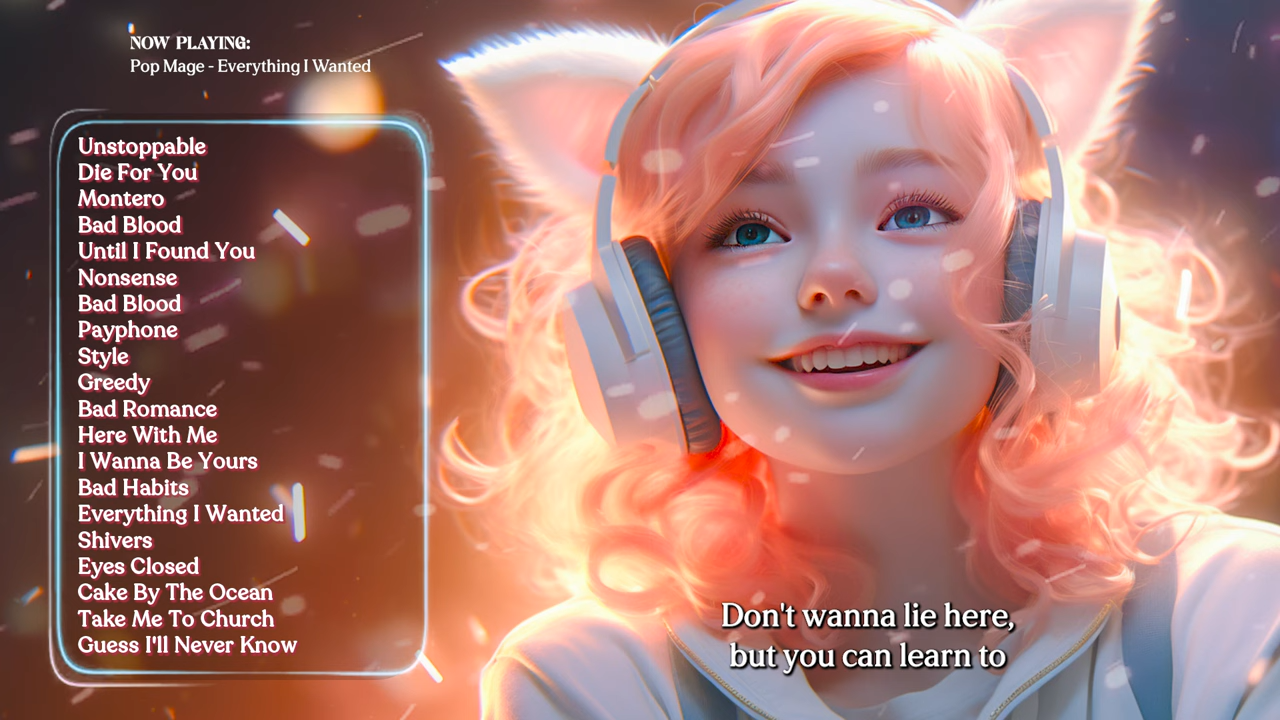 NOW PLAYING:
Pop Mage - Everything I Wanted
Unstoppable
Die For You
Montero
Bad Blood
Until I Found You
Nonsense
Bad Blood
Payphone
Style
Greedy
Bad Romance
Here With Me
I Wanna Be Yours
Bad Habits
Everything I Wanted
Shivers
Eyes Closed
Cake By The Ocean
Take Me To Church
Guess I'll Never Know
Don't wanna lie here,
but you can learn to